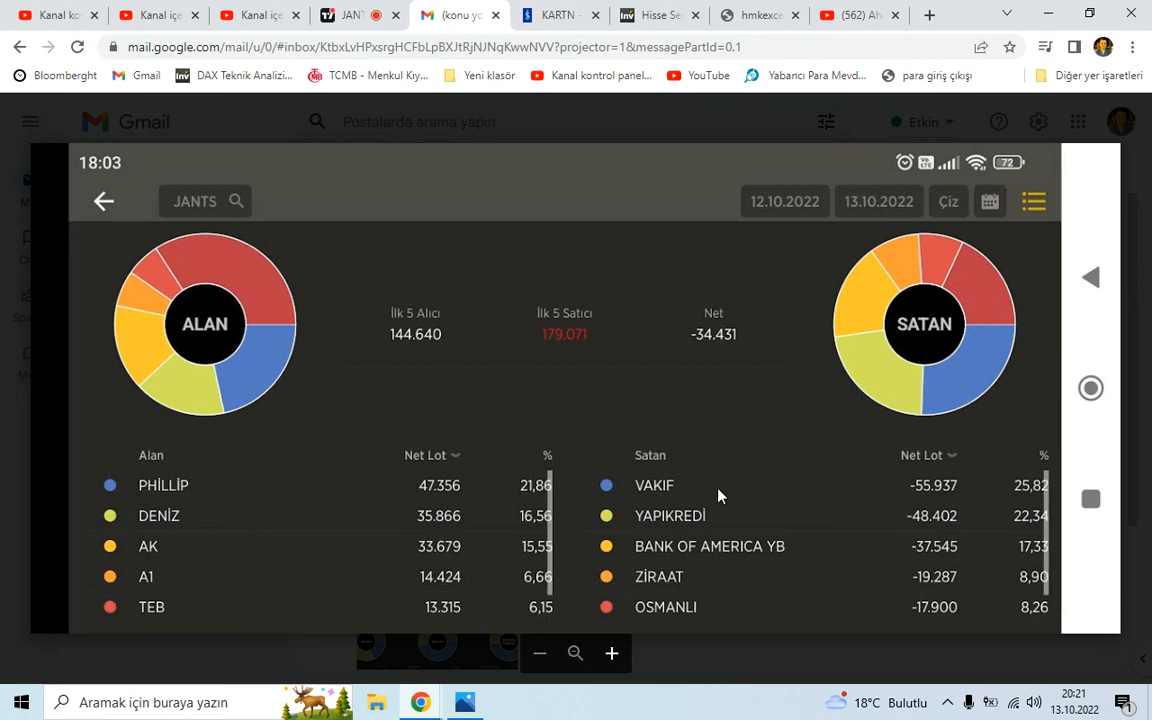 Kanal ko
Kanal içe
Kanal içe
JANT
(konu yo
KARTN -
Hisse Se
hmkexce
(562) Ah
mail.google.com/mail/u/0/#inbox/KtbxLvHPxsrgHCFbLpBXJtRjNJNqKwwNVV?projector=1&messagePartId=0.1
Bloomberght
Gmail
DAX Teknik Analizi...
TCMB - Menkul Kıy...
Yeni klasör
Kanal kontrol panel...
YouTube
Yabancı Para Mevd...
para giriş çıkışı
Diğer yer işaretleri
Gmail
Postalarda arama yapın
Etkin
18:03
72
JANTS
12.10.2022
13.10.2022
Çiz
ALAN
İlk 5 Alıcı
İlk 5 Satıcı
Net
144.640
179.071
-34.431
SATAN
Alan Net Lot %
PHİLLİP 47.356 21,86
DENİZ 35.866 16,56
AK 33.679 15,55
A1 14.424 6,66
TEB 13.315 6,15
Satan Net Lot %
VAKIF -55.937 25,82
YAPIKREDİ -48.402 22,34
BANK OF AMERICA YB -37.545 17,33
ZİRAAT -19.287 8,90
OSMANLI -17.900 8,26
Aramak için buraya yazın
18°C Bulutlu
20:21
13.10.2022
1